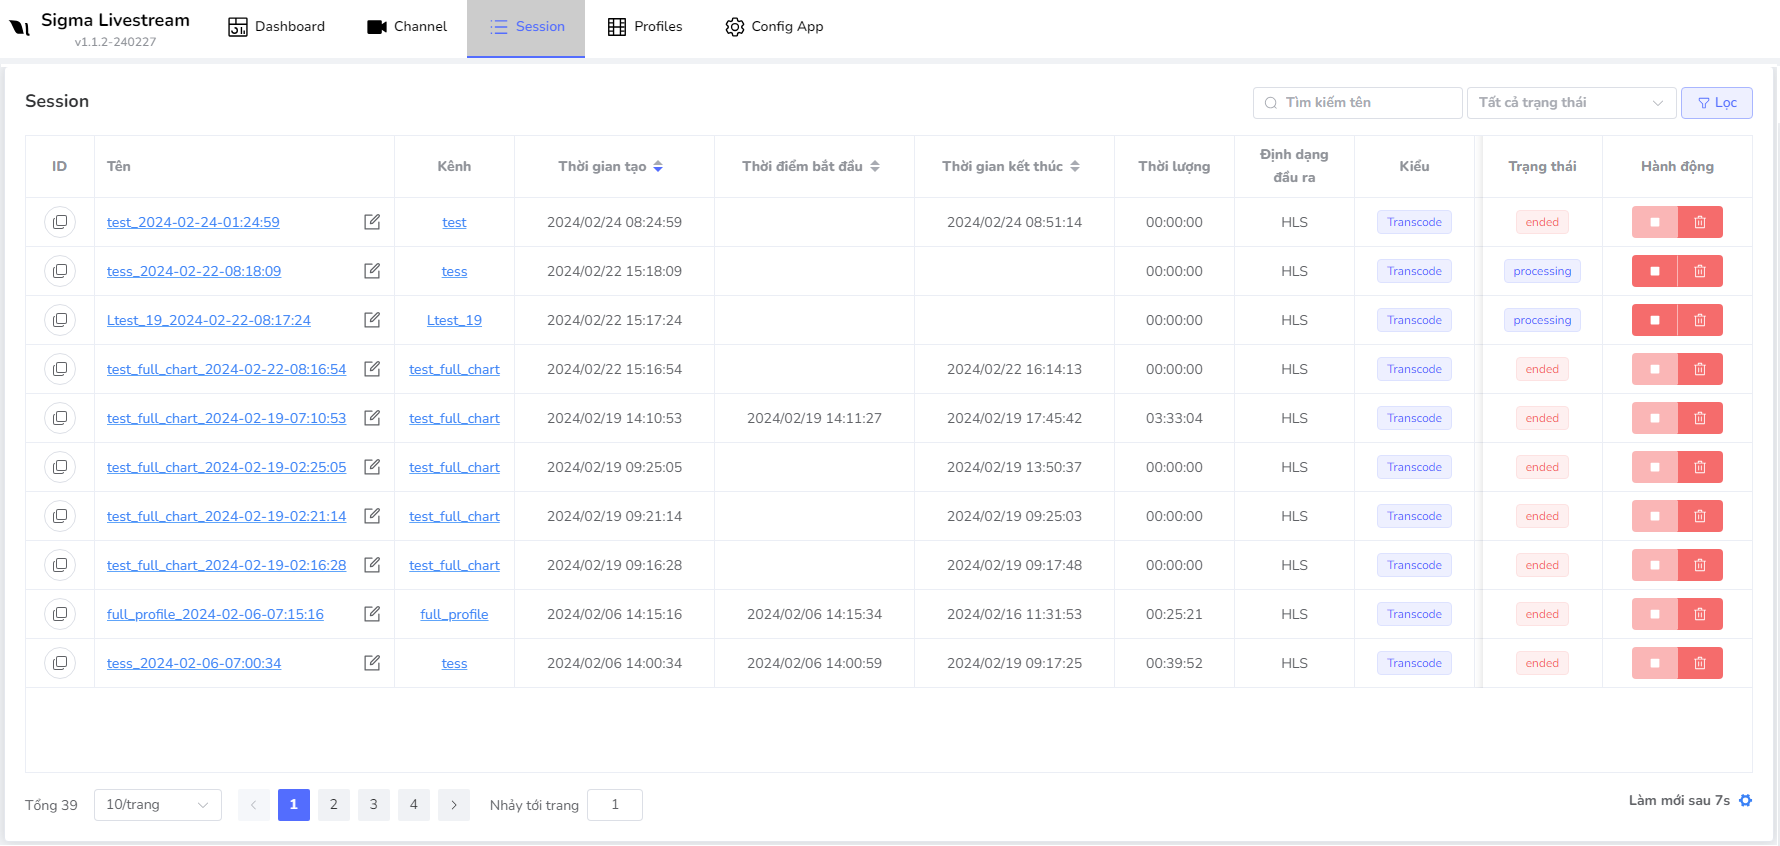 Sigma Livestream
v1.1.2-240227
Dashboard
Channel
Session
Profiles
Config App
Session
Tìm kiếm tên
Tất cả trạng thái
Lọc
ID Tên Kênh Thời gian tạo Thời điểm bắt đầu Thời gian kết thúc Thời lượng Định dạng đầu ra Kiểu Trạng thái Hành động
test_2024-02-24-01:24:59 test 2024/02/24 08:24:59 2024/02/24 08:51:14 00:00:00 HLS Transcode ended
tess_2024-02-22-08:18:09 tess 2024/02/22 15:18:09 00:00:00 HLS Transcode processing
Ltest_19_2024-02-22-08:17:24 Ltest_19 2024/02/22 15:17:24 00:00:00 HLS Transcode processing
test_full_chart_2024-02-22-08:16:54 test_full_chart 2024/02/22 15:16:54 2024/02/22 16:14:13 00:00:00 HLS Transcode ended
test_full_chart_2024-02-19-07:10:53 test_full_chart 2024/02/19 14:10:53 2024/02/19 14:11:27 2024/02/19 17:45:42 03:33:04 HLS Transcode ended
test_full_chart_2024-02-19-02:25:05 test_full_chart 2024/02/19 09:25:05 2024/02/19 13:50:37 00:00:00 HLS Transcode ended
test_full_chart_2024-02-19-02:21:14 test_full_chart 2024/02/19 09:21:14 2024/02/19 09:25:03 00:00:00 HLS Transcode ended
test_full_chart_2024-02-19-02:16:28 test_full_chart 2024/02/19 09:16:28 2024/02/19 09:17:48 00:00:00 HLS Transcode ended
full_profile_2024-02-06-07:15:16 full_profile 2024/02/06 14:15:16 2024/02/06 14:15:34 2024/02/16 11:31:53 00:25:21 HLS Transcode ended
tess_2024-02-06-07:00:34 tess 2024/02/06 14:00:34 2024/02/06 14:00:59 2024/02/19 09:17:25 00:39:52 HLS Transcode ended
Tổng 39 10/trang 1 2 3 4 Nhảy tới trang 1
Làm mới sau 7s